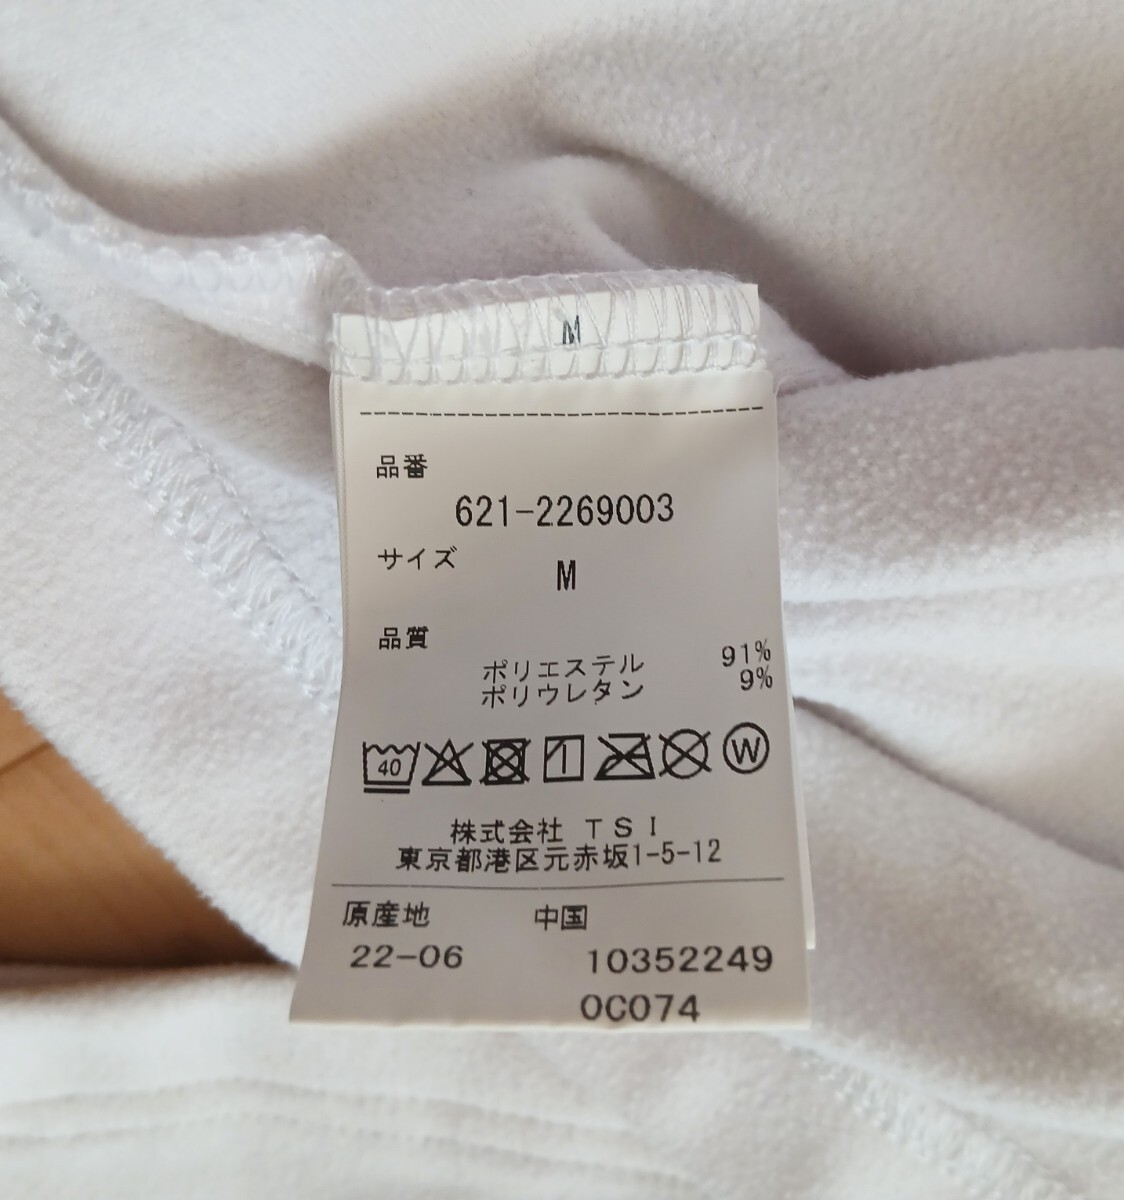 M
品番
621-2269003
サイズ
M
品質
ポリエステル 91%
ポリウレタン 9%
40 W
株式会社 TSI
東京都港区元赤坂1-5-12
原産地 中国
22-06 10352249
0C074